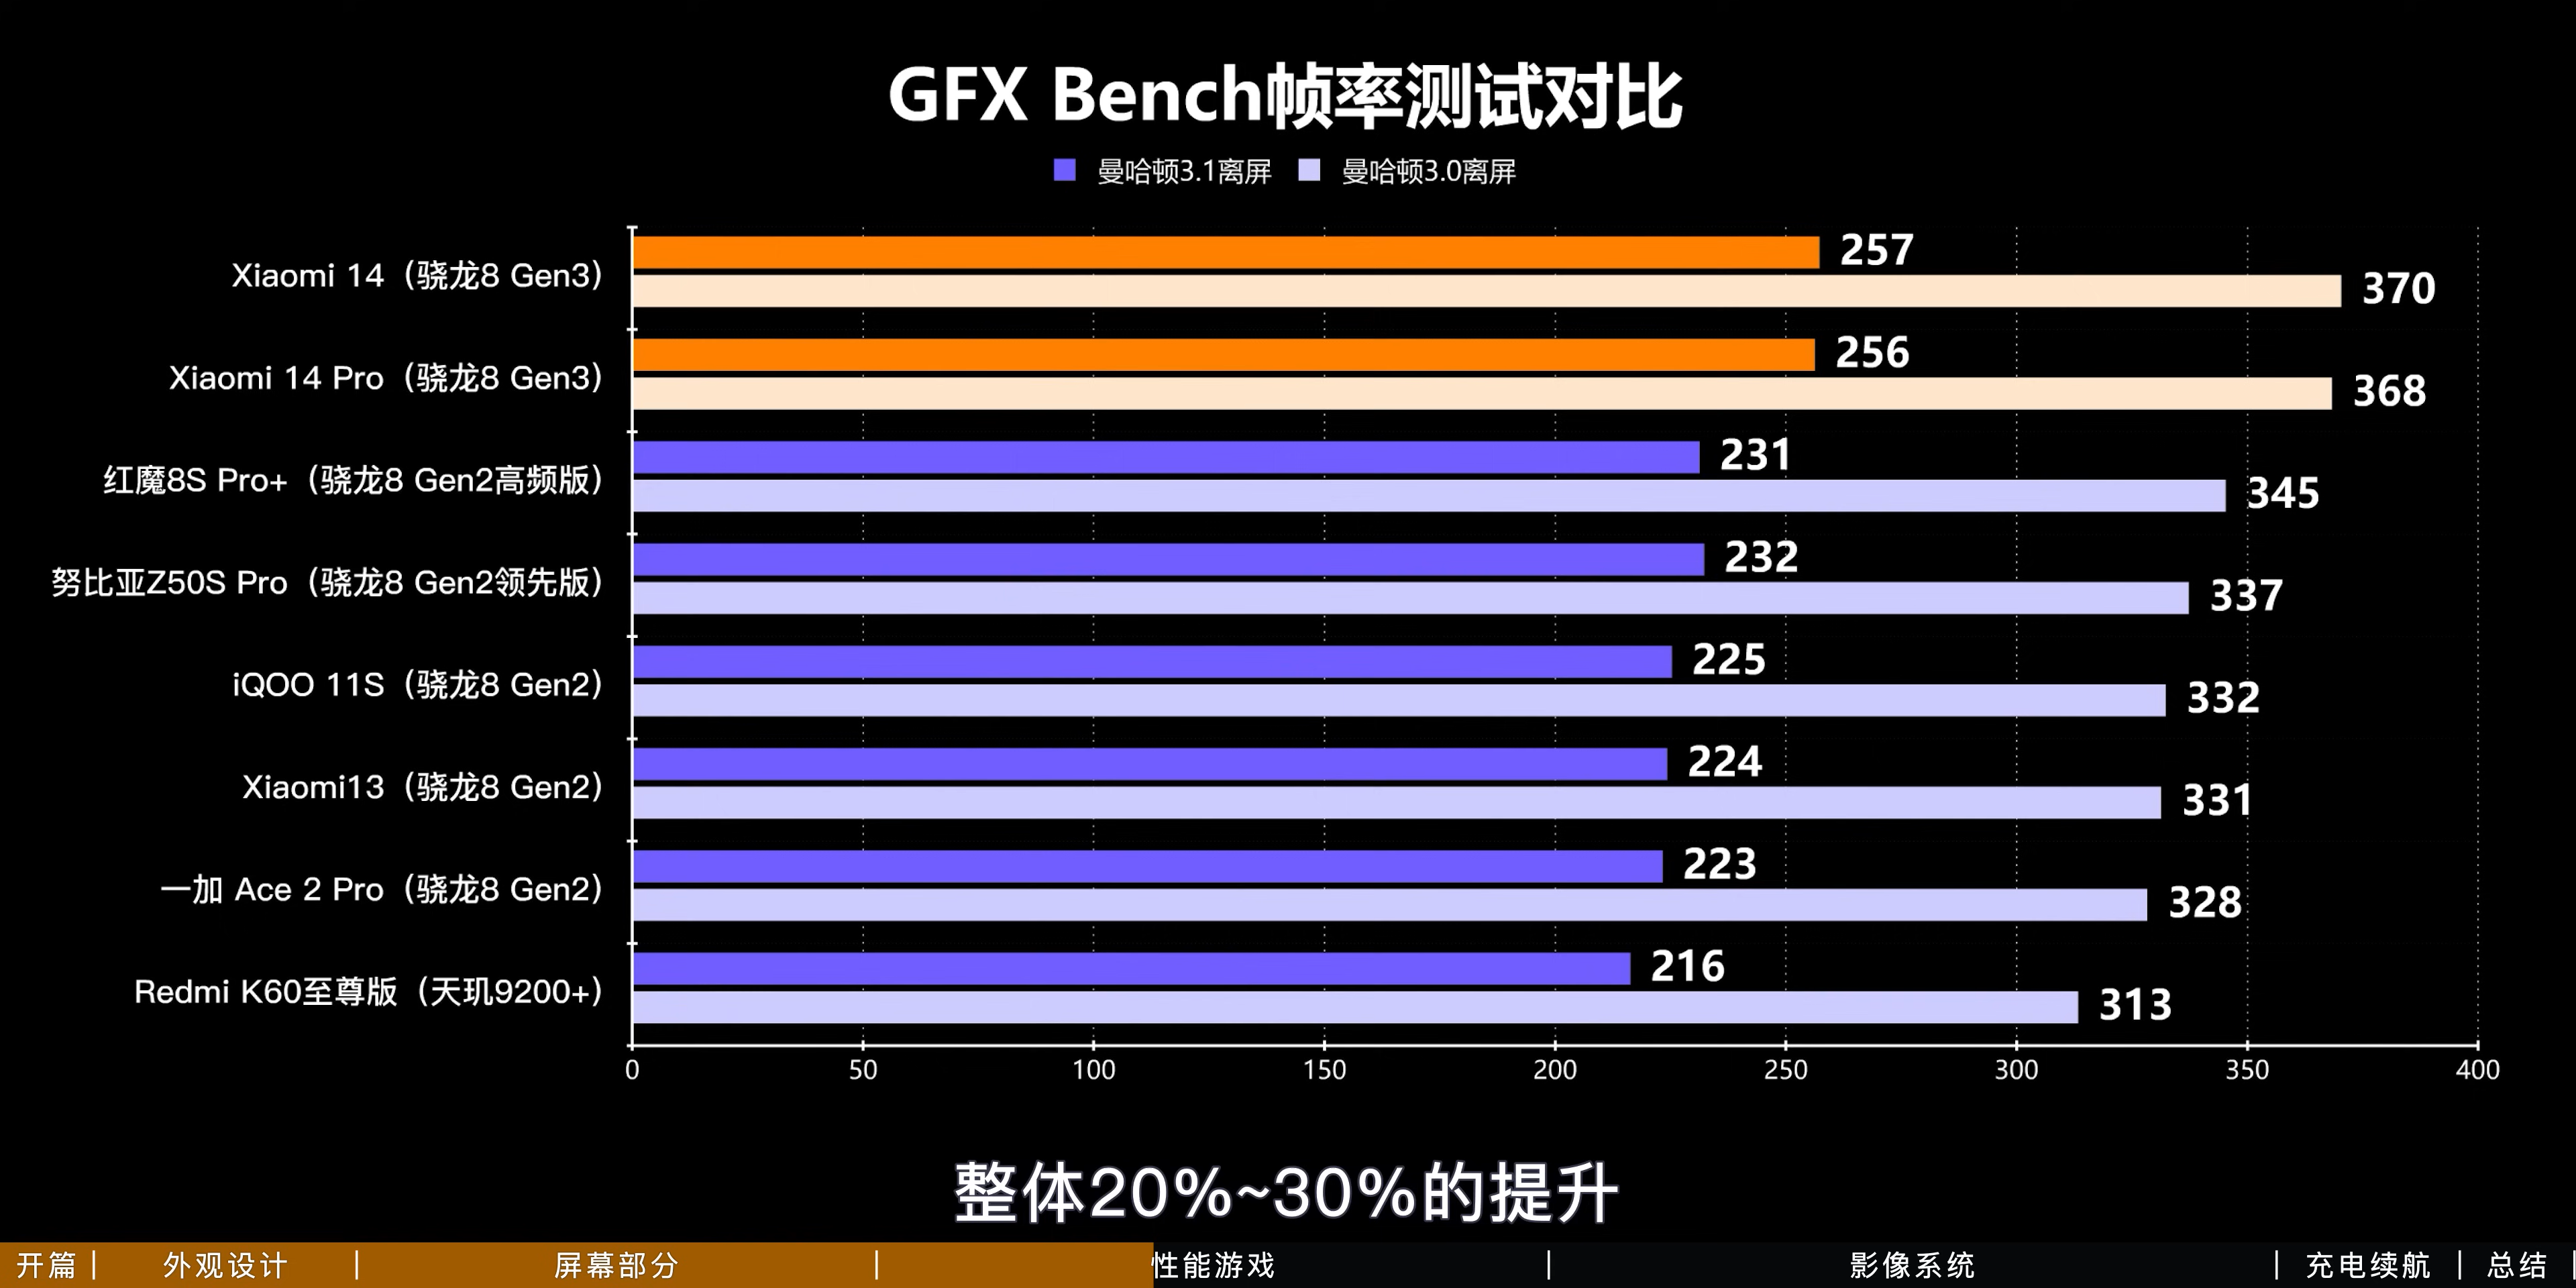 GFX Bench帧率测试对比
曼哈顿3.1离屏 曼哈顿3.0离屏
Xiaomi 14（骁龙8 Gen3） 257 370
Xiaomi 14 Pro（骁龙8 Gen3） 256 368
红魔8S Pro+（骁龙8 Gen2高频版） 231 345
努比亚Z50S Pro（骁龙8 Gen2领先版） 232 337
iQOO 11S（骁龙8 Gen2） 225 332
Xiaomi13（骁龙8 Gen2） 224 331
一加 Ace 2 Pro（骁龙8 Gen2） 223 328
Redmi K60至尊版（天玑9200+） 216 313
0 50 100 150 200 250 300 350 400
整体20%~30%的提升
开篇 | 外观设计 | 屏幕部分 | 性能游戏 | 影像系统 | 充电续航 | 总结